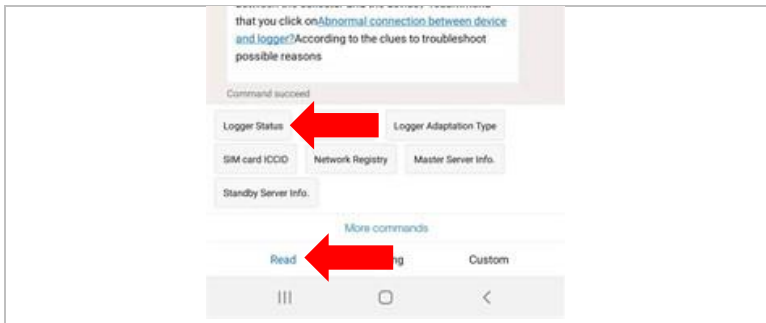 that you click onAbnormal connection between device
and logger?According to the clues to troubleshoot
possible reasons
Command succeed
Logger Status Logger Adaptation Type
SIM card ICCID Network Registry Master Server Info.
Standby Server Info.
More commands
Read ng Custom